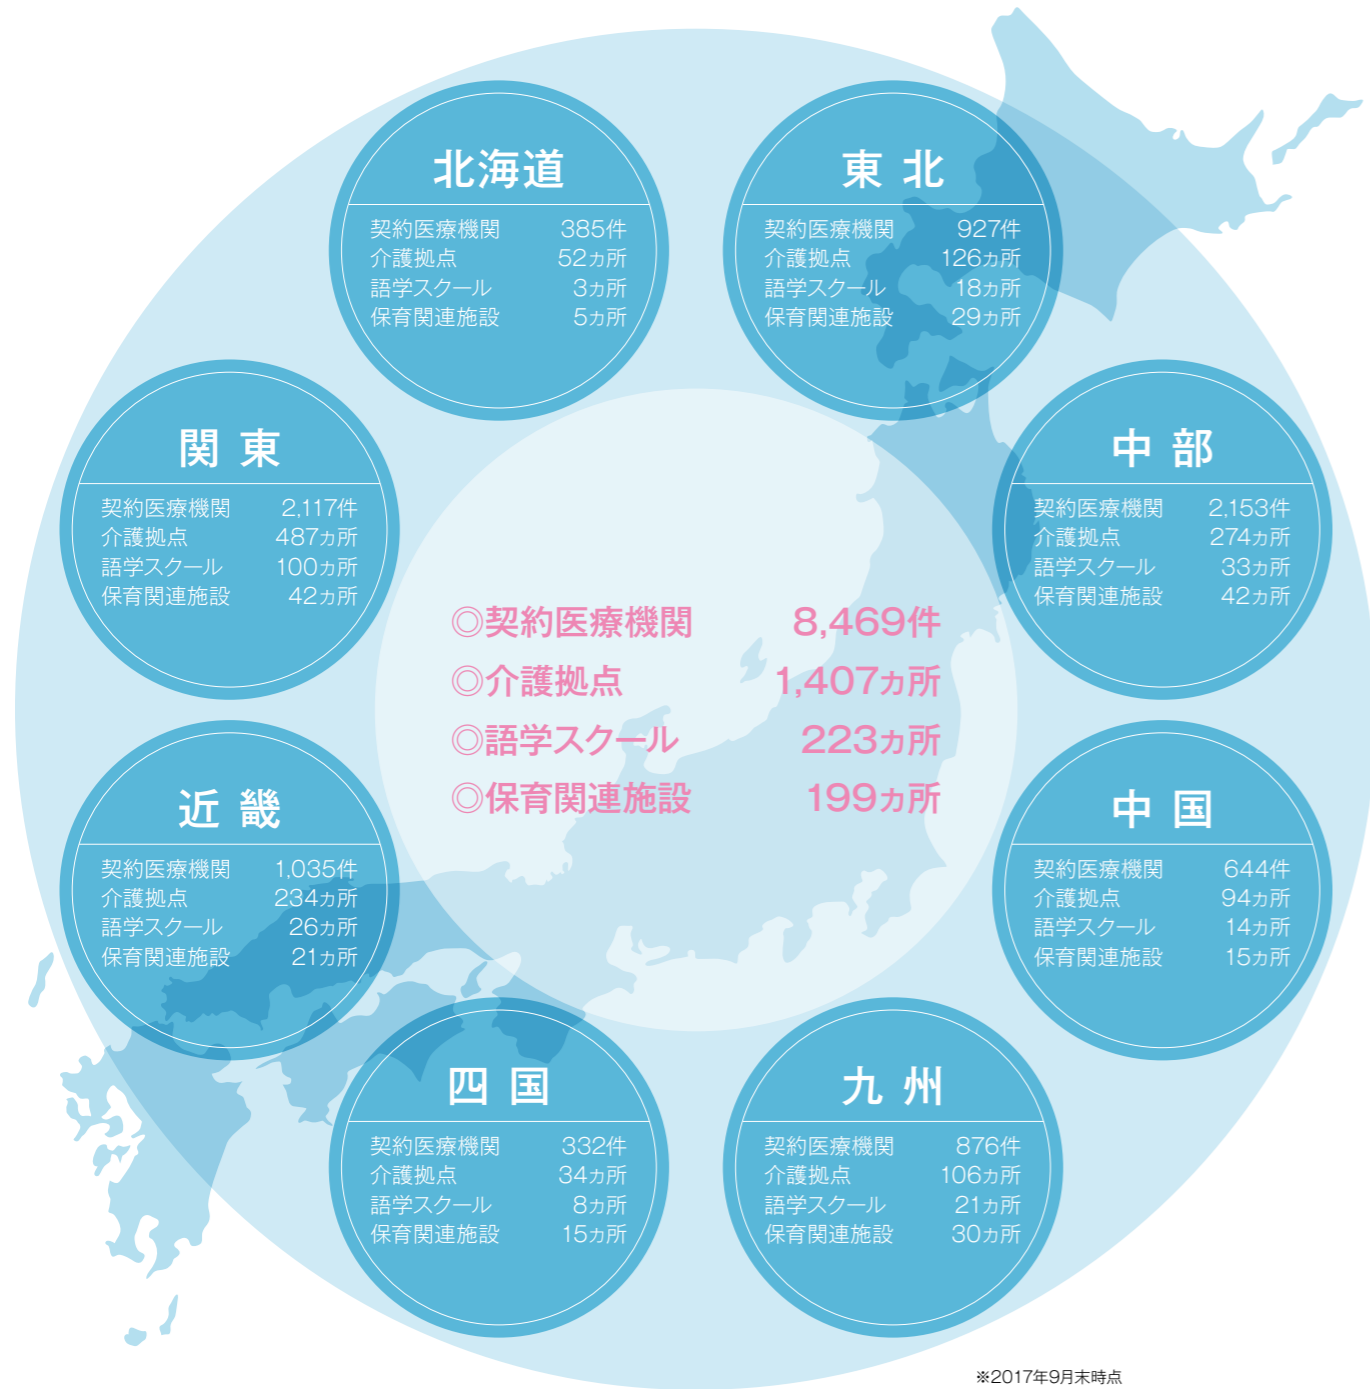 北海道
契約医療機関 385件
介護拠点 52ヵ所
語学スクール 3ヵ所
保育関連施設 5ヵ所
東北
契約医療機関 927件
介護拠点 126ヵ所
語学スクール 18ヵ所
保育関連施設 29ヵ所
関東
契約医療機関 2,117件
介護拠点 487ヵ所
語学スクール 100ヵ所
保育関連施設 42ヵ所
中部
契約医療機関 2,153件
介護拠点 274ヵ所
語学スクール 33ヵ所
保育関連施設 42ヵ所
◎契約医療機関 8,469件
◎介護拠点 1,407ヵ所
◎語学スクール 223ヵ所
◎保育関連施設 199ヵ所
近畿
契約医療機関 1,035件
介護拠点 234ヵ所
語学スクール 26ヵ所
保育関連施設 21ヵ所
中国
契約医療機関 644件
介護拠点 94ヵ所
語学スクール 14ヵ所
保育関連施設 15ヵ所
四国
契約医療機関 332件
介護拠点 34ヵ所
語学スクール 8ヵ所
保育関連施設 15ヵ所
九州
契約医療機関 876件
介護拠点 106ヵ所
語学スクール 21ヵ所
保育関連施設 30ヵ所
※2017年9月末時点